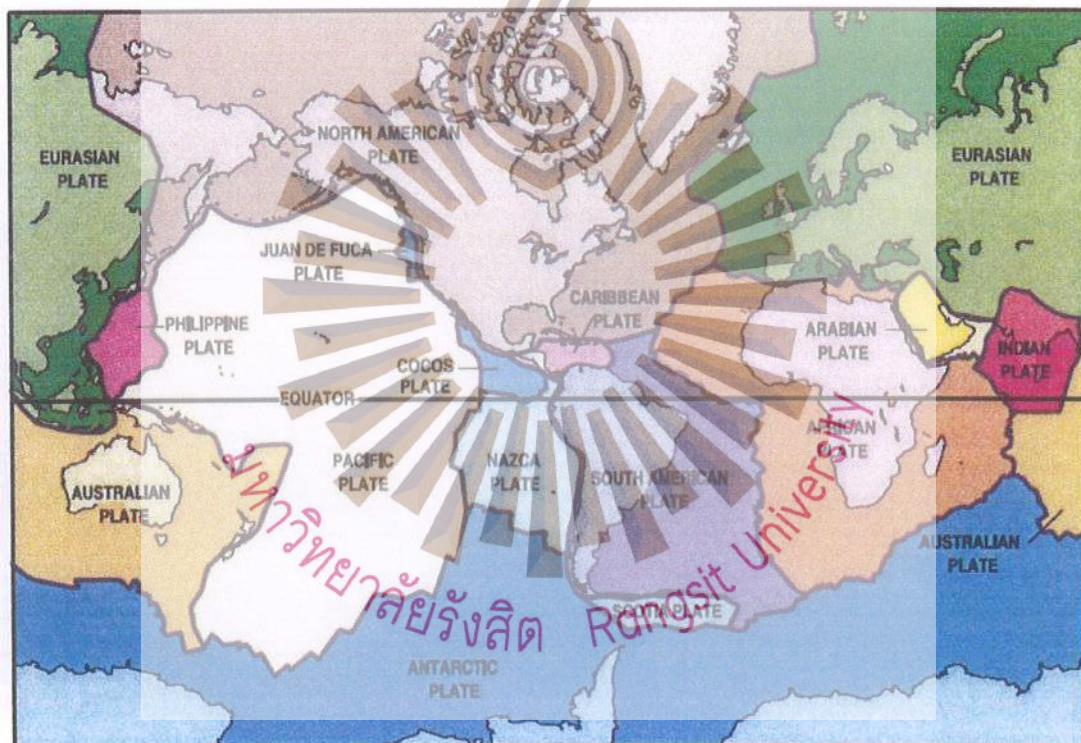 NORTH AMERICAN
PLATE
EURASIAN
PLATE
EURASIAN
PLATE
JUAN DE FUCA
PLATE
PHILIPPINE
PLATE
CARIBBEAN
PLATE
ARABIAN
PLATE
INDIAN
PLATE
COCOS
PLATE
EQUATOR
AFRICAN
PLATE
PACIFIC
PLATE
NAZCA
PLATE
SOUTH AMERICAN
PLATE
AUSTRALIAN
PLATE
AUSTRALIAN
PLATE
SCOTIA PLATE
ANTARCTIC
PLATE
มหาวิทยาลัยรังสิต Rangsit University